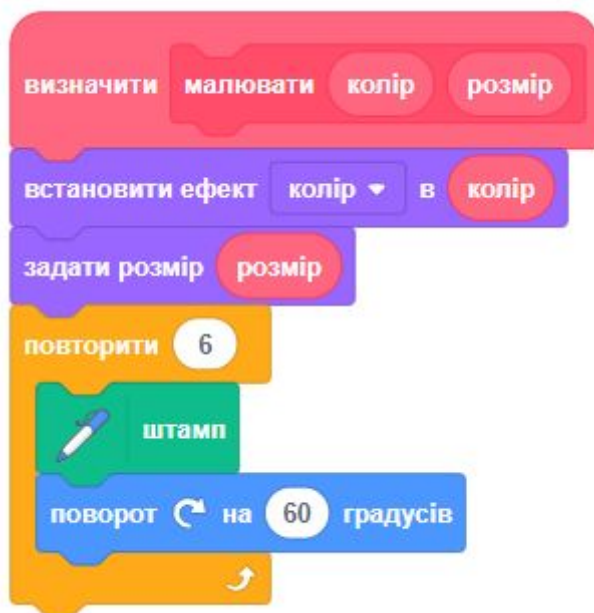 визначити малювати колір розмір
встановити ефект колір в колір
задати розмір розмір
повторити 6
штамп
поворот на 60 градусів